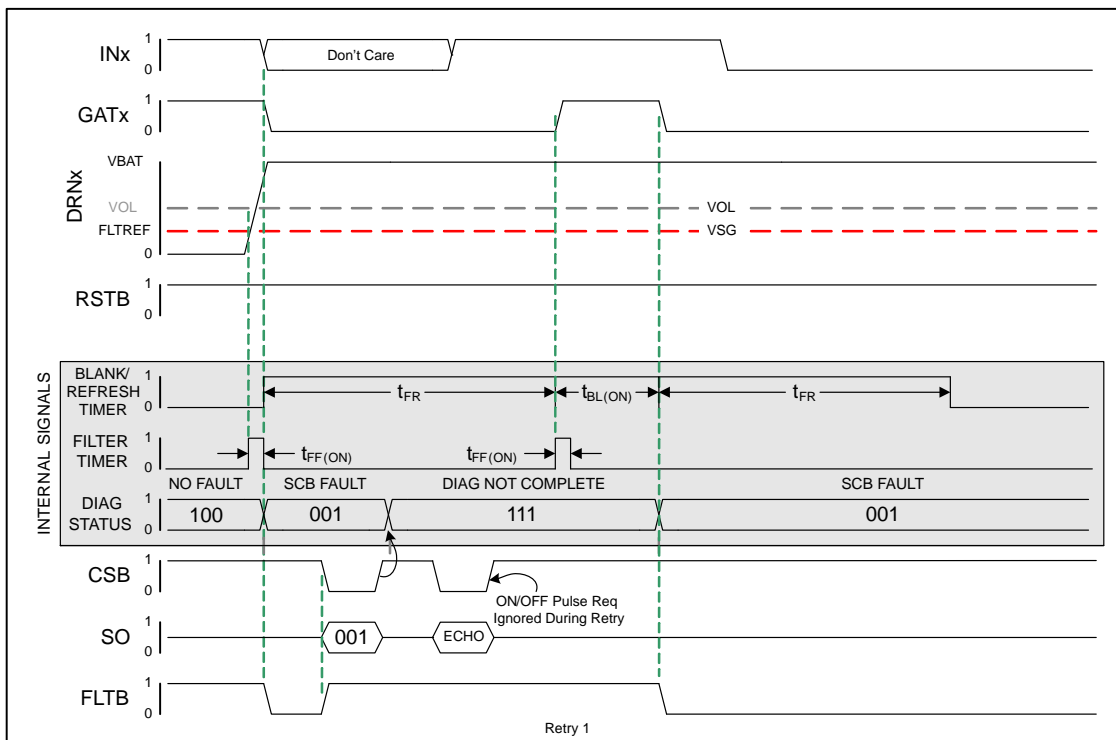 INx
1
0
Don't Care
GATx
1
0
DRNx
VBAT
VOL
FLTREF
VOL
VSG
RSTB
1
0
INTERNAL SIGNALS
BLANK/
REFRESH
TIMER
1
0
tFR
tBL(ON)
tFR
FILTER
TIMER
1
0
tFF(ON)
tFF(ON)
NO FAULT
SCB FAULT
DIAG NOT COMPLETE
SCB FAULT
DIAG
STATUS
1
0
100
001
111
001
CSB
1
0
ON/OFF Pulse Req
Ignored During Retry
SO
1
0
001
ECHO
FLTB
1
0
Retry 1